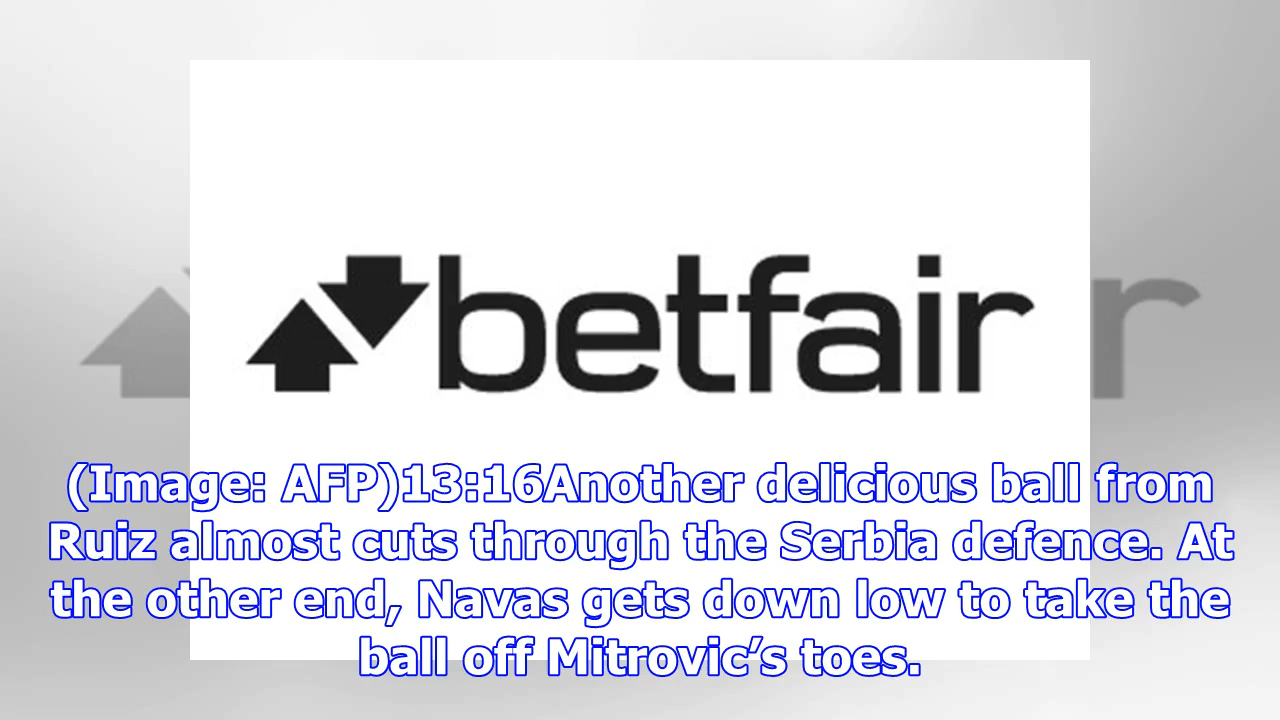 betfair
(Image: AFP)13:16Another delicious ball from
Ruiz almost cuts through the Serbia defence. At
the other end, Navas gets down low to take the
ball off Mitrovic’s toes.